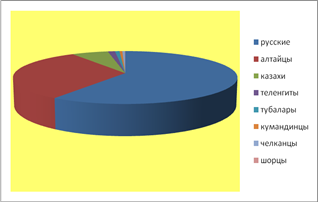 русские
алтайцы
казахи
теленгиты
тубалары
кумандинцы
челканцы
шорцы